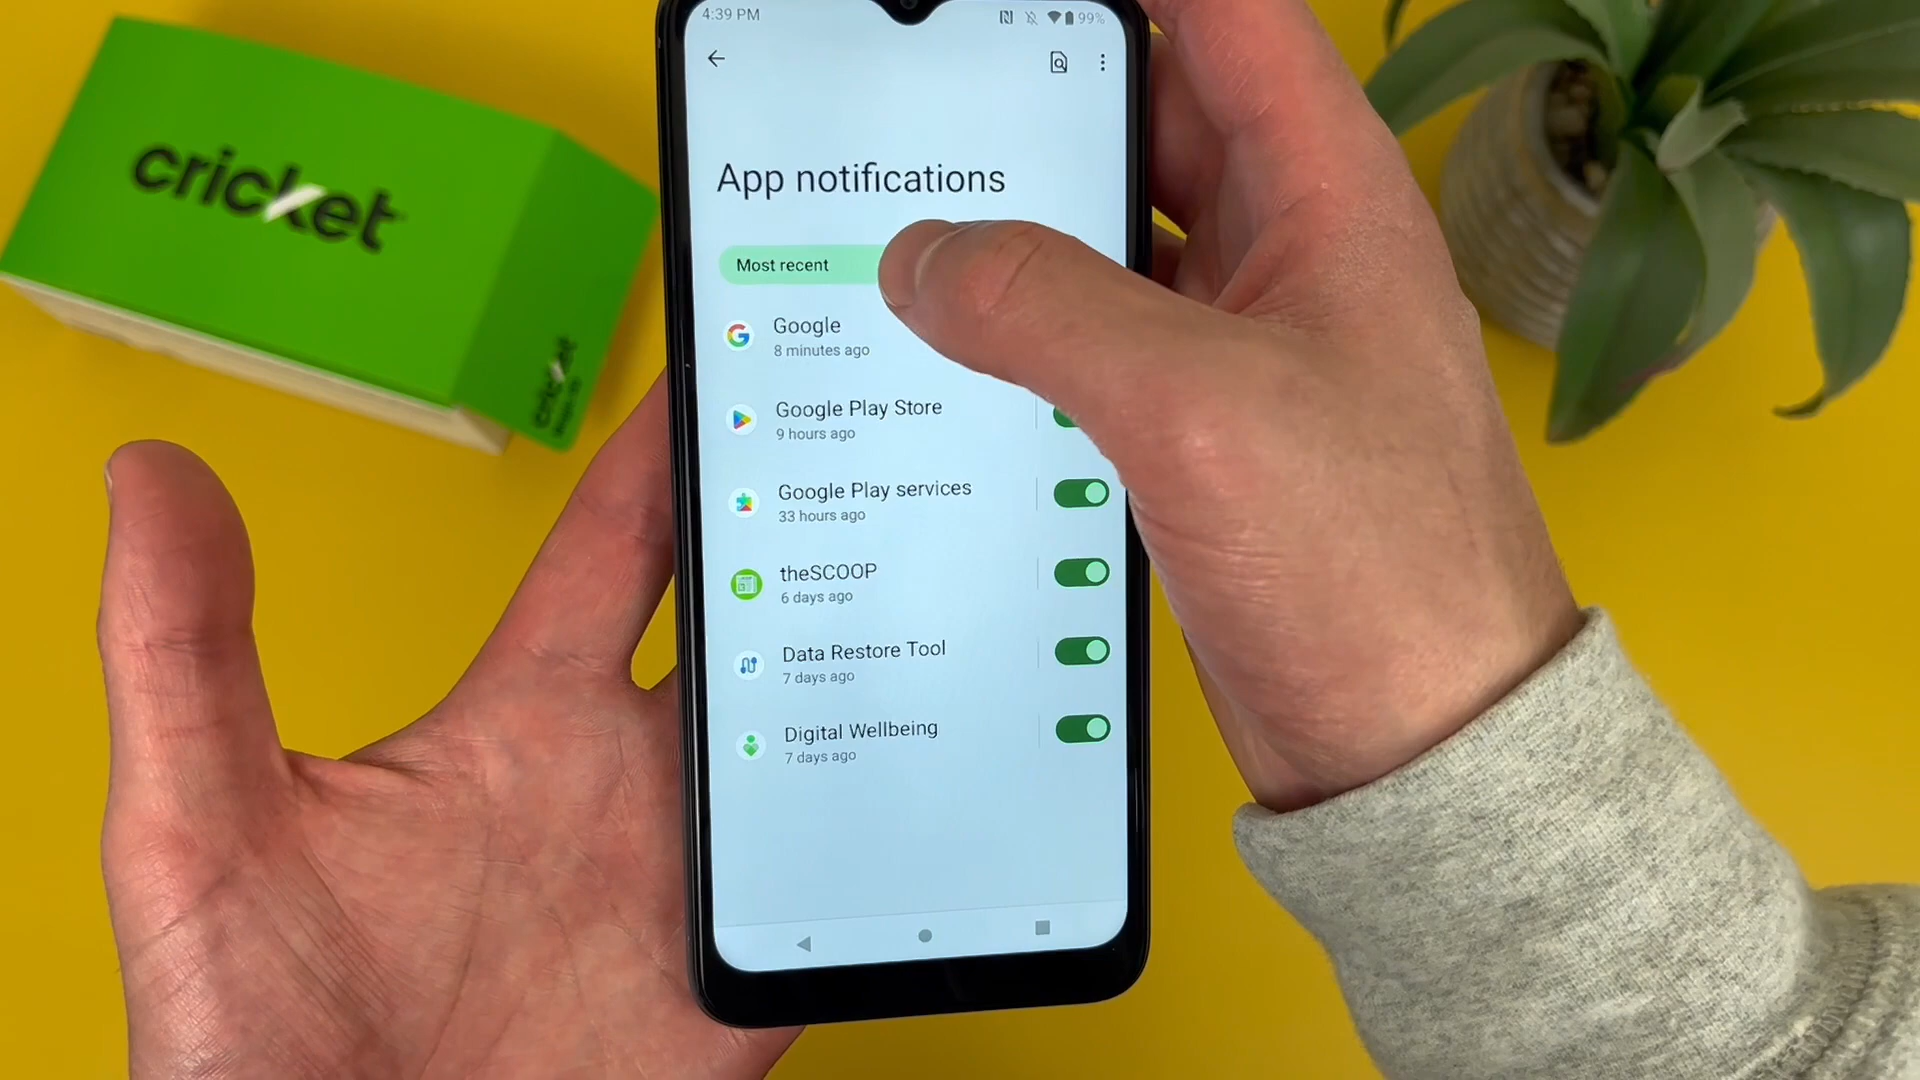 4:39 PM
99%
cricket
App notifications
Most recent
Google
8 minutes ago
Google Play Store
9 hours ago
Google Play services
33 hours ago
theSCOOP
6 days ago
Data Restore Tool
7 days ago
Digital Wellbeing
7 days ago
cricket